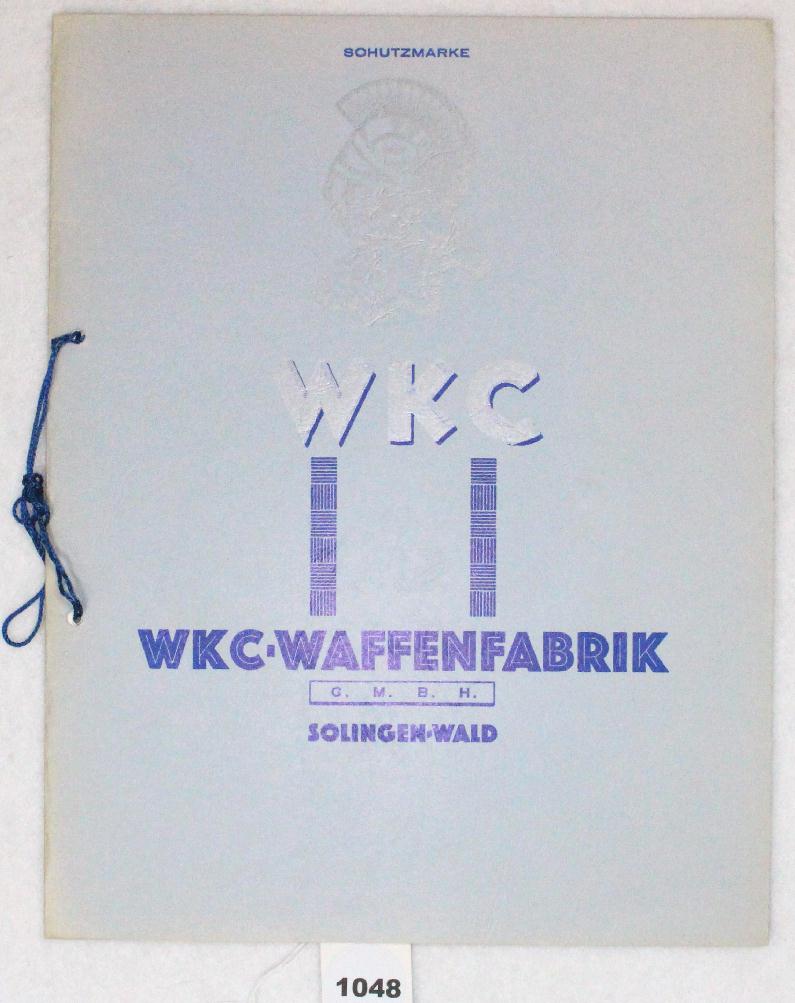 SCHUTZMARKE
WKC
WKC-WAFFENFABRIK
G. M. B. H.
SOLINGEN-WALD
1048